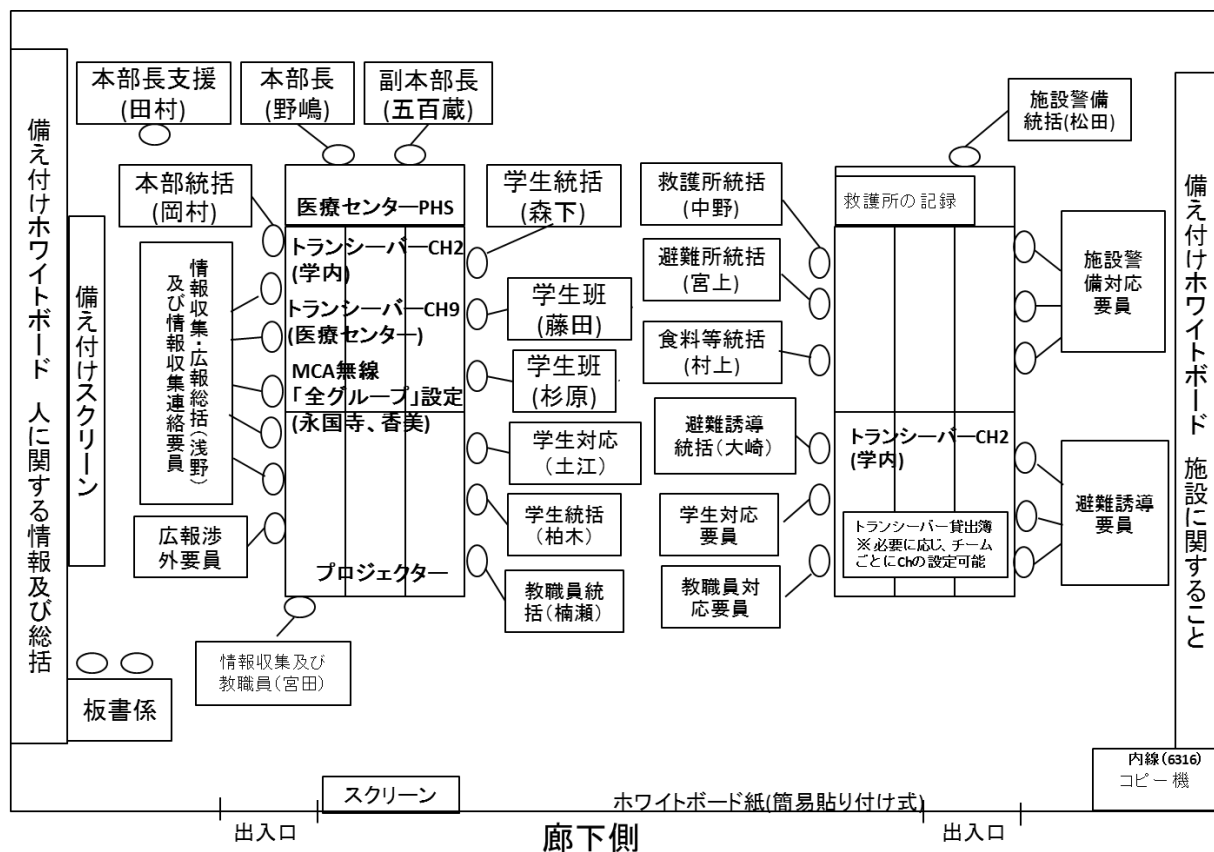 備え付けホワイトボード　人に関する情報及び総括
備え付けスクリーン
本部長支援
(田村)
本部長
(野嶋)
副本部長
(五百蔵)
本部統括
(岡村)
情報収集・広報総括(浅野)
及び情報収集連絡要員
広報渉
外要員
板書係
医療センターPHS
トランシーバーCH2
(学内)
トランシーバーCH9
(医療センター)
MCA無線
「全グループ」設定
(永国寺、香美)
プロジェクター
情報収集及び
教職員(宮田)
学生統括
(森下)
学生班
(藤田)
学生班
(杉原)
学生対応
(土江)
学生統括
(柏木)
教職員統
括(楠瀬)
救護所統括
(中野)
避難所統括
(宮上)
食料等統括
(村上)
避難誘導
統括(大崎)
学生対応
要員
教職員対
応要員
施設警備
統括(松田)
救護所の記録
トランシーバーCH2
(学内)
トランシーバー貸出簿
※必要に応じ、チーム
ごとにChの設定可能
施設警
備対応
要員
避難誘導
要員
備え付けホワイトボード　施設に関すること
内線(6316)
コピー機
スクリーン
ホワイトボード紙(簡易貼り付け式)
出入口
廊下側
出入口